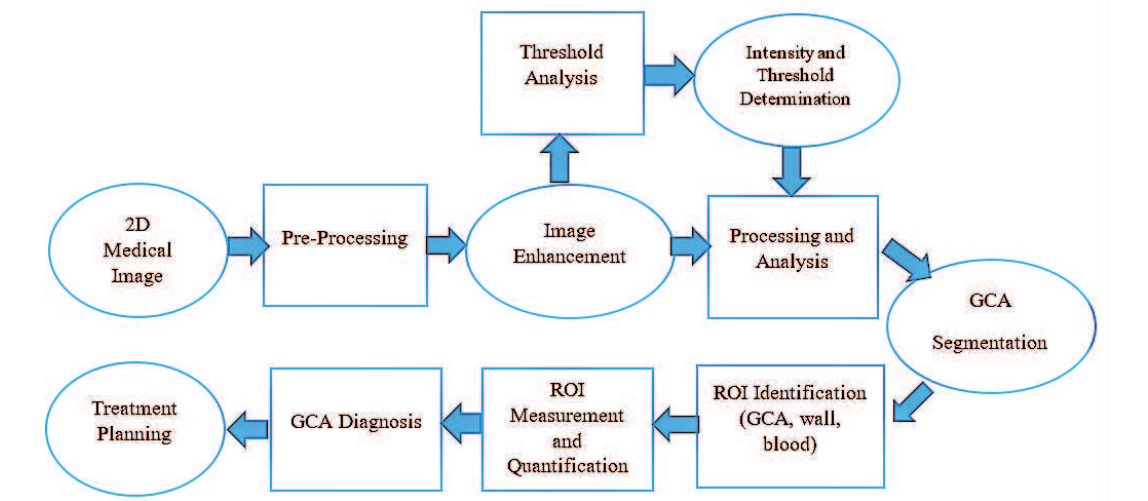 Threshold
Analysis
Intensity and
Threshold
Determination
2D
Medical
Image
Pre-Processing
Image
Enhancement
Processing and
Analysis
GCA
Segmentation
ROI Identification
(GCA, wall,
blood)
ROI
Measurement
and
Quantification
GCA Diagnosis
Treatment
Planning